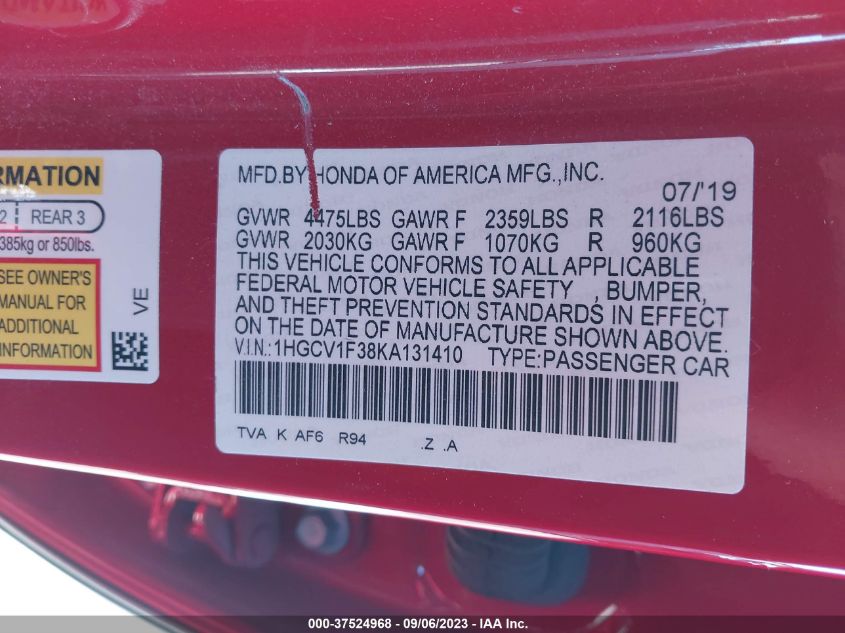 RMATION
2 REAR 3
385kg or 850lbs.
SEE OWNER'S
MANUAL FOR
ADDITIONAL
INFORMATION
VE
MFD.BY HONDA OF AMERICA MFG.,INC.
07/'19
GVWR 4475LBS GAWR F 2359LBS R 2116LBS
GVWR 2030KG GAWR F 1070KG R 960KG
THIS VEHICLE CONFORMS TO ALL APPLICABLE
FEDERAL MOTOR VEHICLE SAFETY , BUMPER,
AND THEFT PREVENTION STANDARDS IN EFFECT
ON THE DATE OF MANUFACTURE SHOWN ABOVE.
V.I.N.:1HGCV1F38KA131410 TYPE:PASSENGER CAR
TVA K AF6 R94 .Z .A
000-37524968 - 09/06/2023 - IAA Inc.